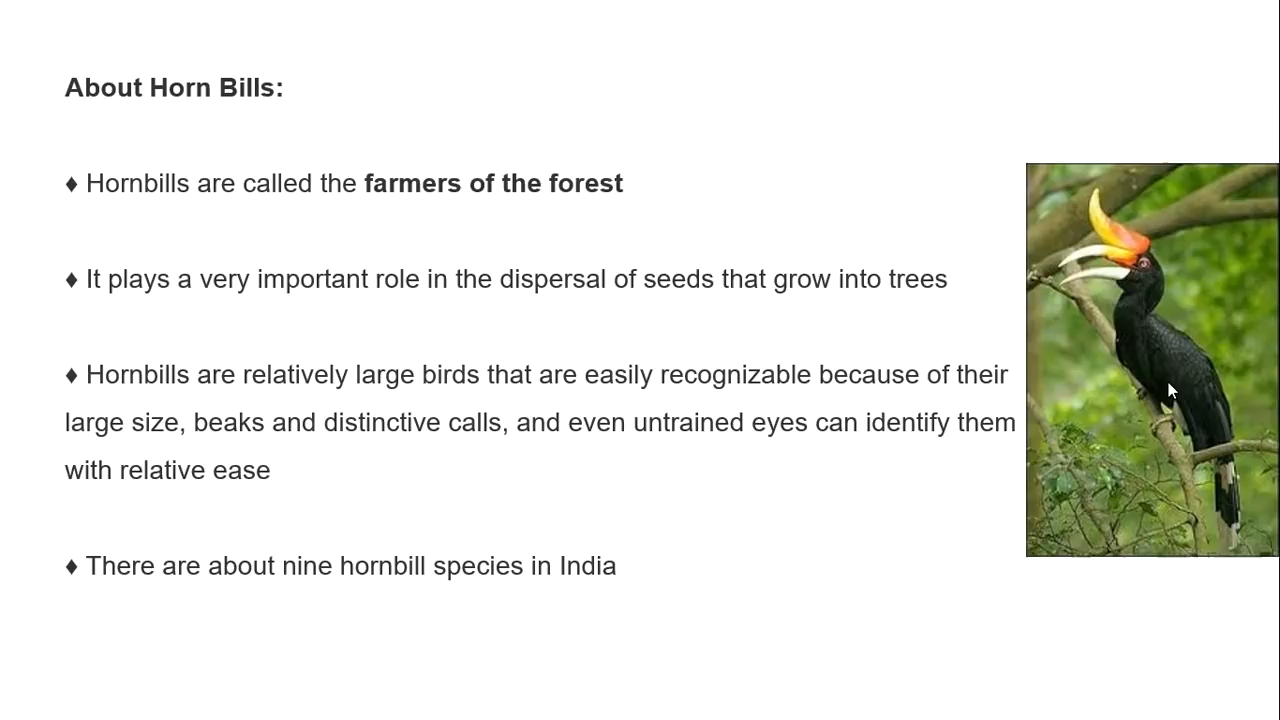 About Horn Bills:
♦ Hornbills are called the farmers of the forest
♦ It plays a very important role in the dispersal of seeds that grow into trees
♦ Hornbills are relatively large birds that are easily recognizable because of their
large size, beaks and distinctive calls, and even untrained eyes can identify them
with relative ease
♦ There are about nine hornbill species in India